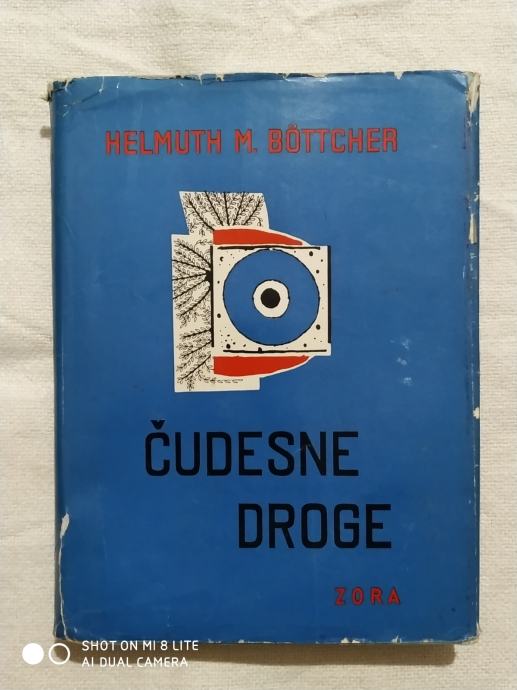 HELMUTH M. BÖTTCHER
ČUDESNE
DROGE
ZORA
SHOT ON MI 8 LITE
AI DUAL CAMERA